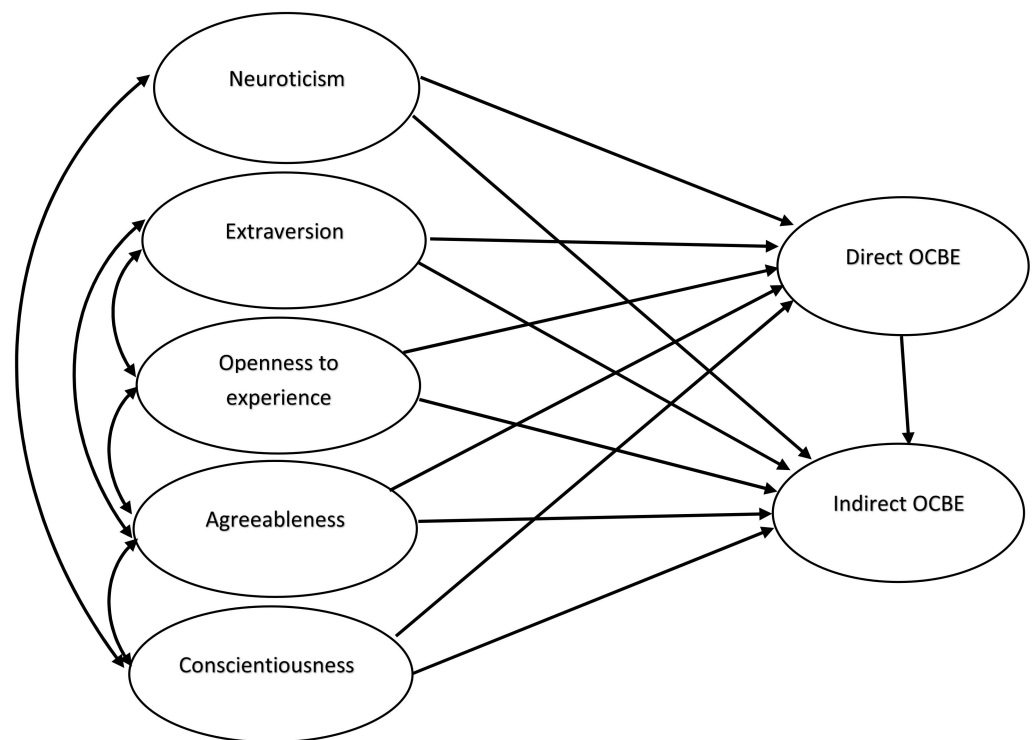 Neuroticism
Extraversion
Direct OCBE
Openness to
experience
Indirect OCBE
Agreeableness
Conscientiousness